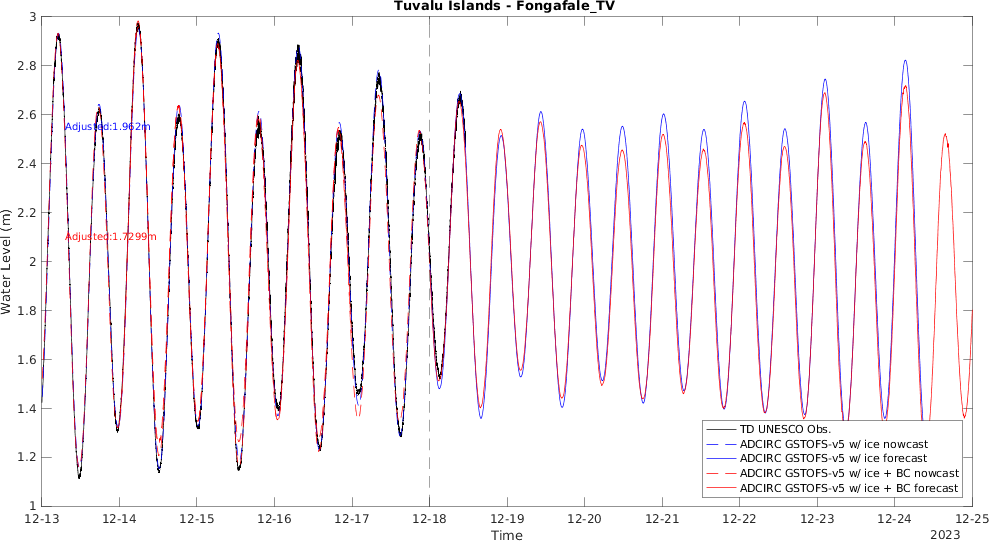 Tuvalu Islands - Fongafale_TV
3
2.8
2.6
2.4
2.2
2
1.8
1.6
1.4
1.2
1
Water Level (m)
Adjusted:1.962m
Adjusted:1.7299m
TD UNESCO Obs.
ADCIRC GSTOFS-v5 w/ ice nowcast
ADCIRC GSTOFS-v5 w/ ice forecast
ADCIRC GSTOFS-v5 w/ ice + BC nowcast
ADCIRC GSTOFS-v5 w/ ice + BC forecast
12-13 12-14 12-15 12-16 12-17 12-18 12-19 12-20 12-21 12-22 12-23 12-24 12-25
Time
2023